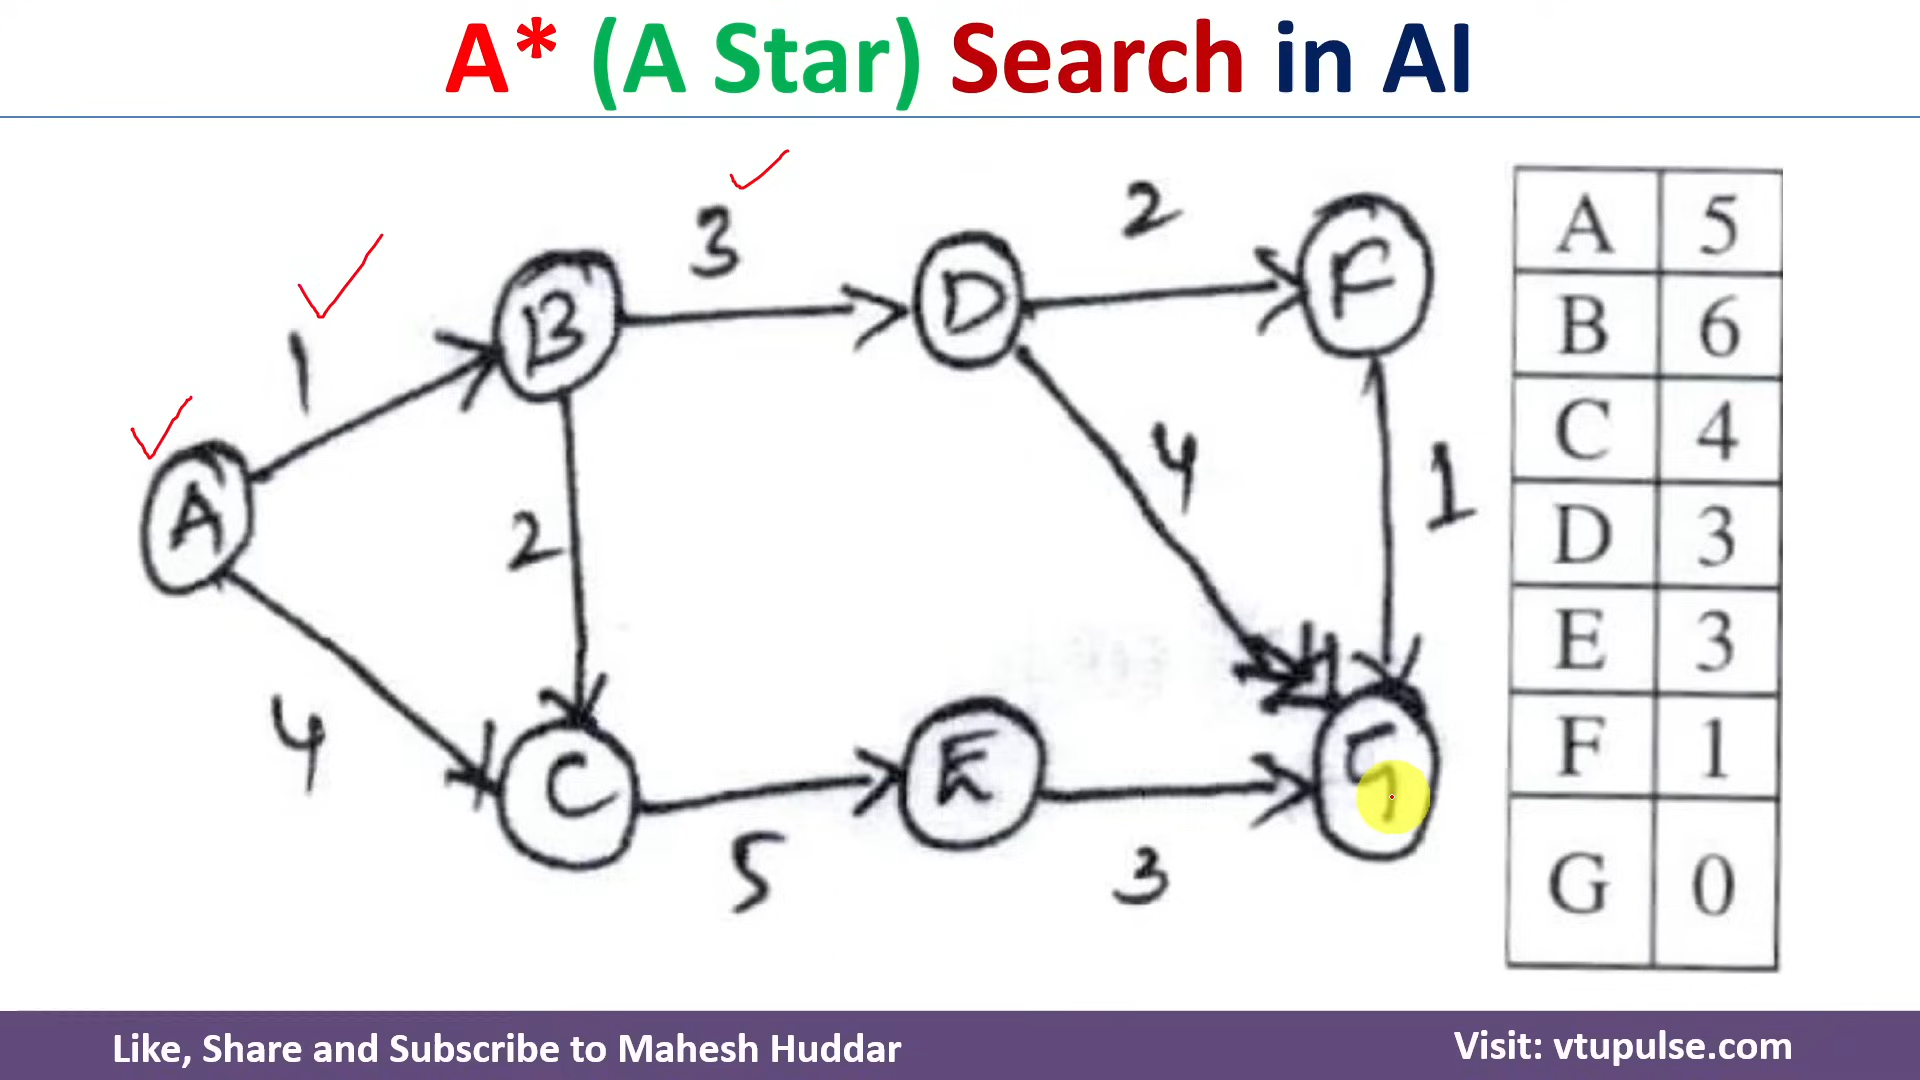 A* (A Star) Search in AI
3
2
1
B
D
F
A
4
2
1
4
C
E
G
5
3
A 5
B 6
C 4
D 3
E 3
F 1
G 0
Like, Share and Subscribe to Mahesh Huddar
Visit: vtupulse.com